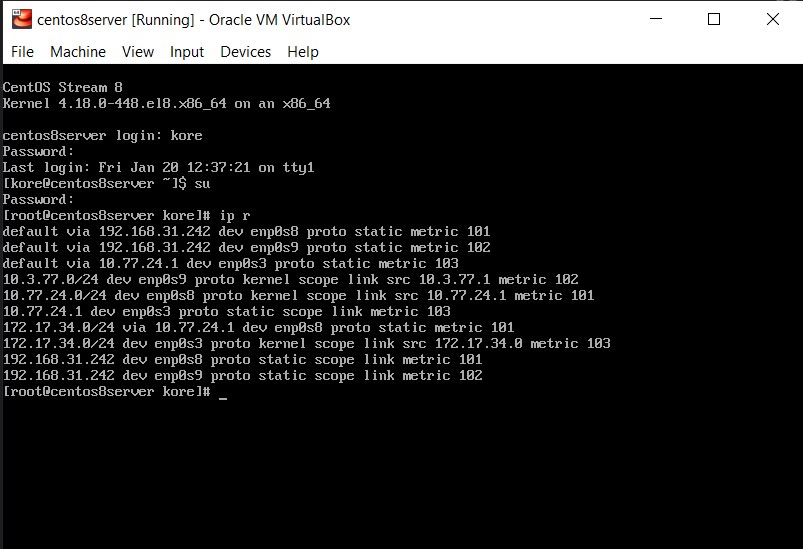 centos8server [Running] - Oracle VM VirtualBox
File Machine View Input Devices Help
CentOS Stream 8
Kernel 4.18.0-448.el8.x86_64 on an x86_64
centos8server login: kore
Password:
Last login: Fri Jan 20 12:37:21 on tty1
[kore@centos8server ~]$ su
Password:
[root@centos8server kore]# ip r
default via 192.168.31.242 dev enp0s8 proto static metric 101
default via 192.168.31.242 dev enp0s9 proto static metric 102
default via 10.77.24.1 dev enp0s3 proto static metric 103
10.3.77.0/24 dev enp0s9 proto kernel scope link src 10.3.77.1 metric 102
10.77.24.0/24 dev enp0s8 proto kernel scope link src 10.77.24.1 metric 101
10.77.24.1 dev enp0s3 proto static scope link metric 103
172.17.34.0/24 via 10.77.24.1 dev enp0s8 proto static metric 101
172.17.34.0/24 dev enp0s3 proto kernel scope link src 172.17.34.0 metric 103
192.168.31.242 dev enp0s8 proto static scope link metric 101
192.168.31.242 dev enp0s9 proto static scope link metric 102
[root@centos8server kore]# _